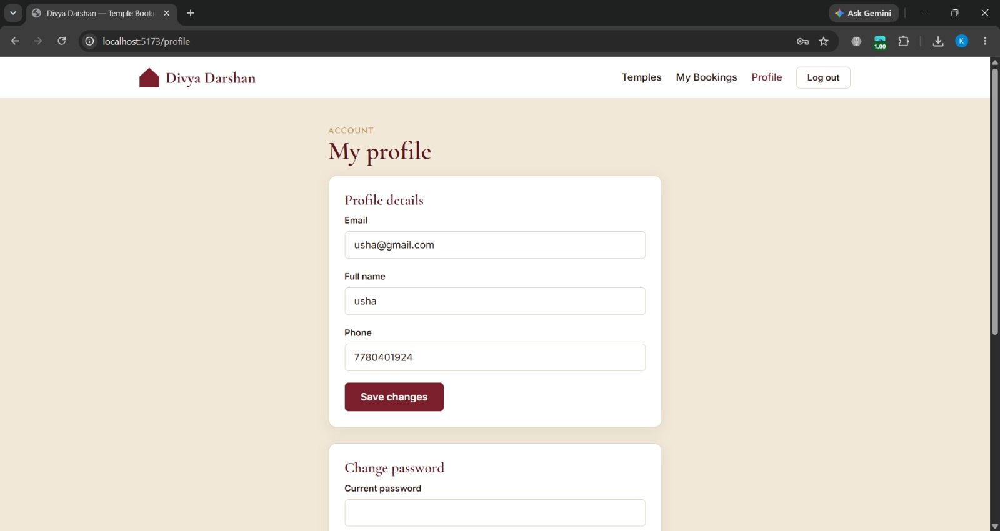 Divya Darshan — Temple Booki
Ask Gemini
localhost:5173/profile
1.00
K
Divya Darshan
Temples
My Bookings
Profile
Log out
ACCOUNT
My profile
Profile details
Email
usha@gmail.com
Full name
usha
Phone
7780401924
Save changes
Change password
Current password